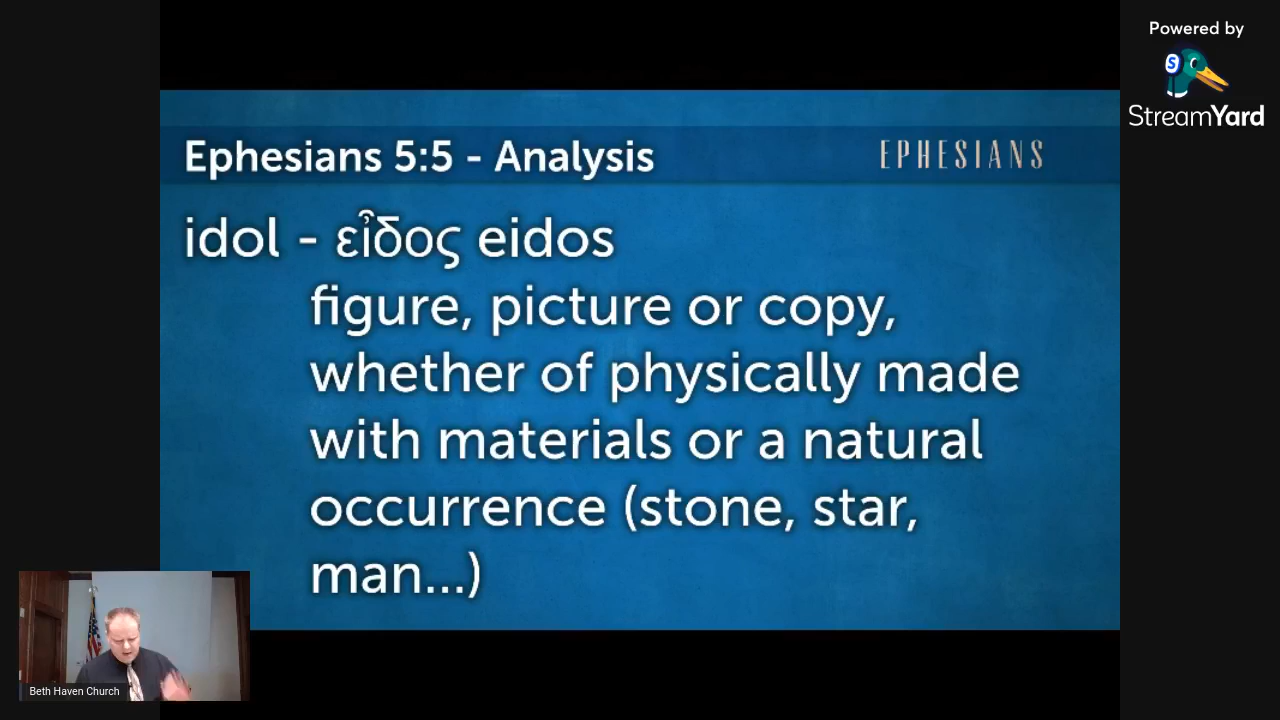 Powered by
StreamYard
Ephesians 5:5 - Analysis
EPHESIANS
idol - εἶδος eidos
figure, picture or copy,
whether of physically made
with materials or a natural
occurrence (stone, star,
man...)
Beth Haven Church